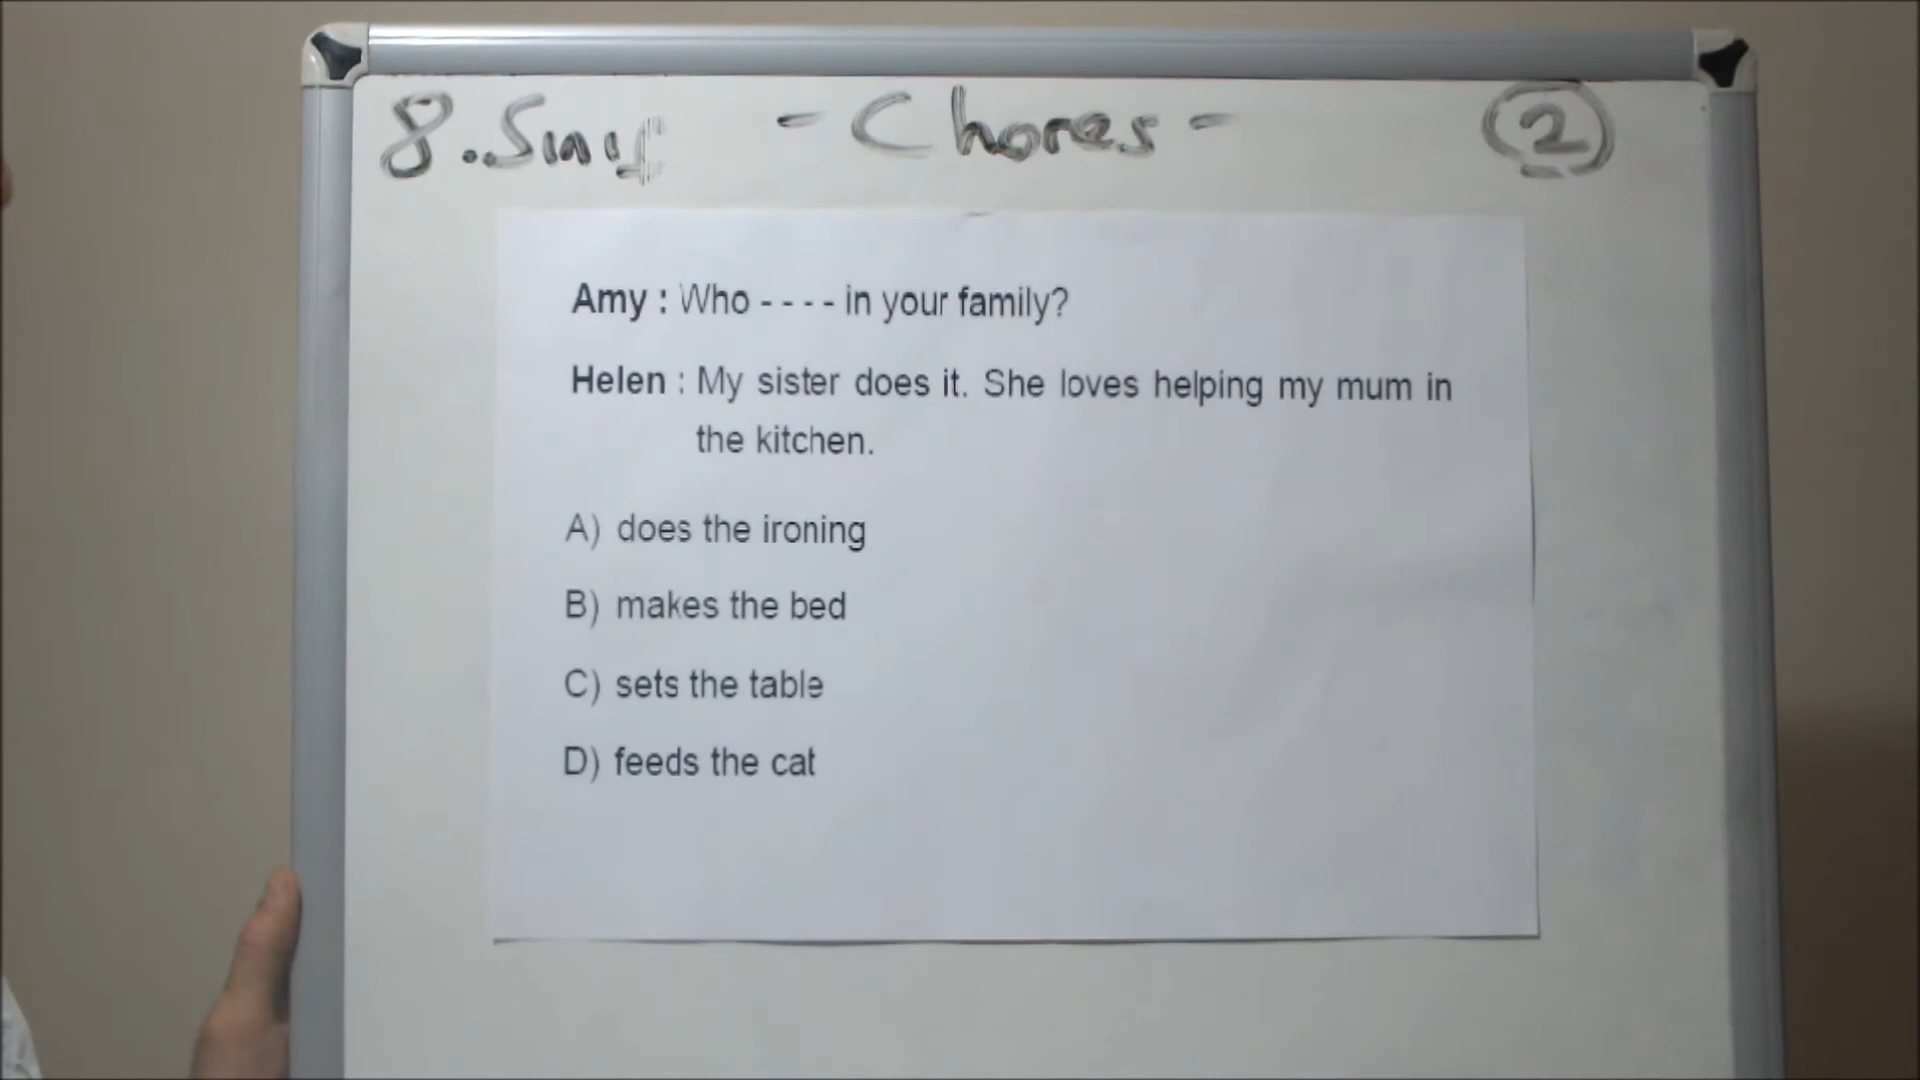 8.Sınıf - Chores - 2
Amy : Who - - - - in your family?
Helen : My sister does it. She loves helping my mum in
the kitchen.
A) does the ironing
B) makes the bed
C) sets the table
D) feeds the cat